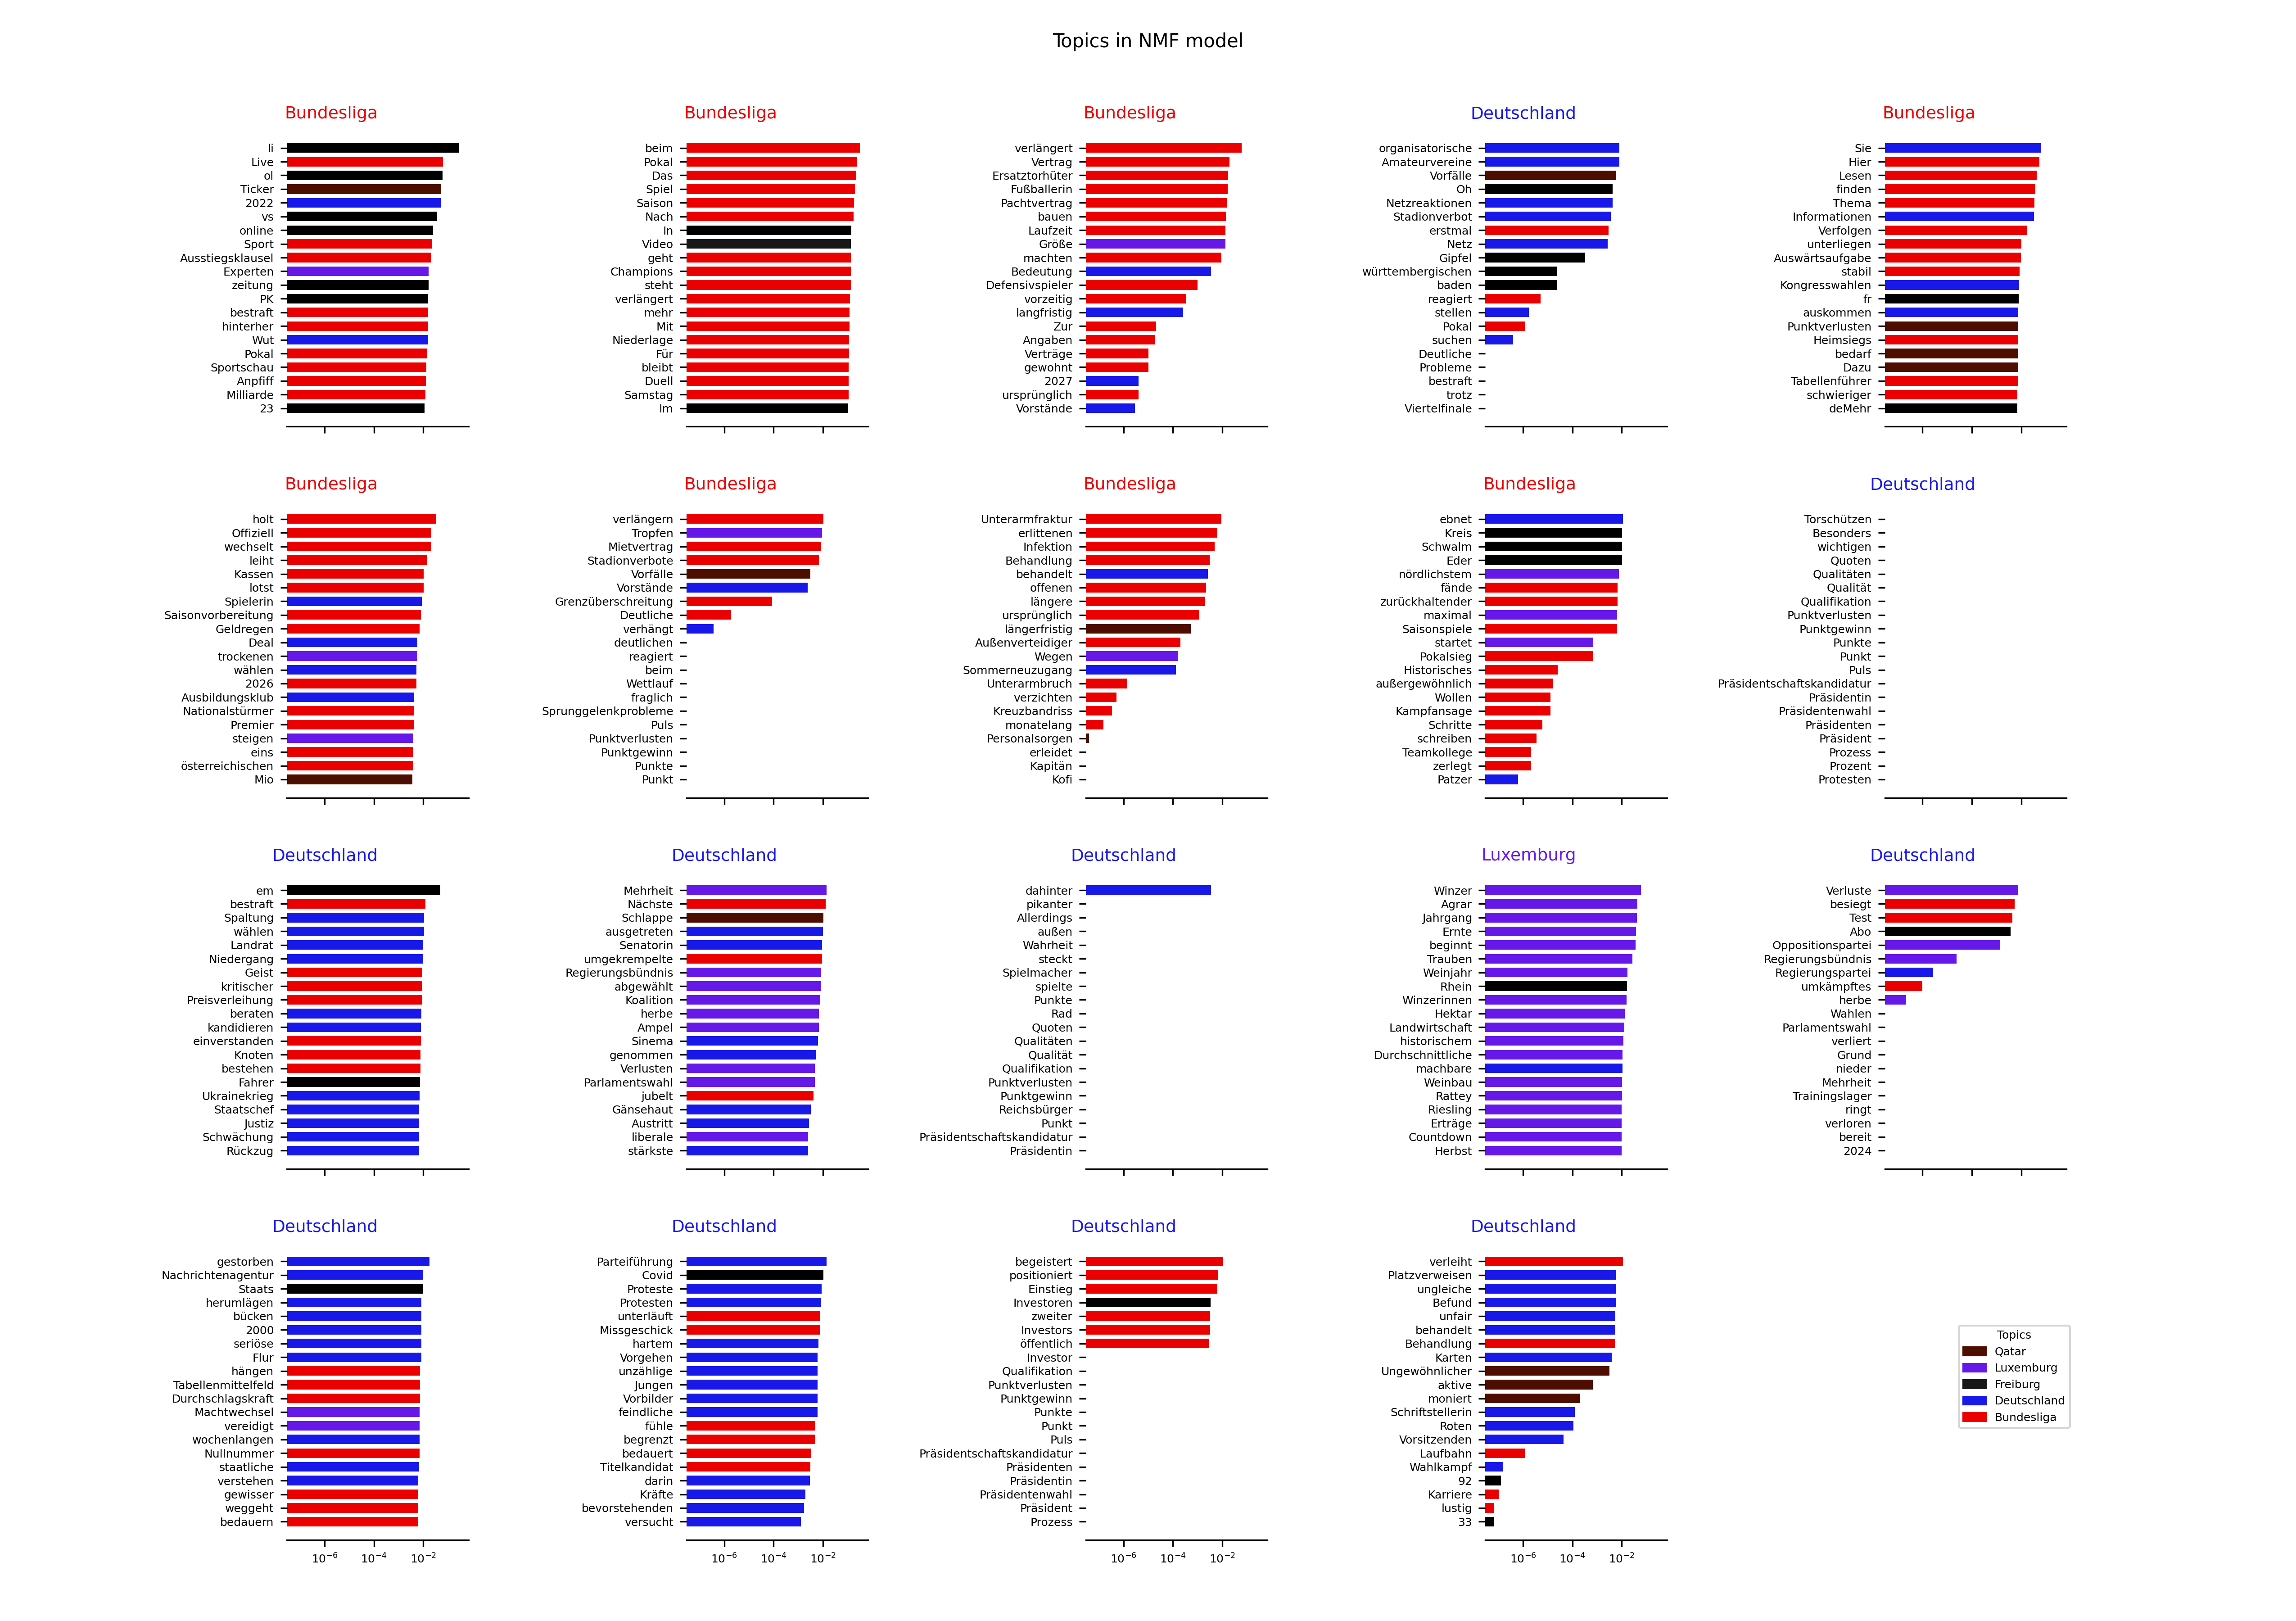 Topics in NMF model
Bundesliga
li
Live
ol
Ticker
2022
vs
online
Sport
Ausstiegsklausel
Experten
zeitung
PK
bestraft
hinterher
Wut
Pokal
Sportschau
Anpfiff
Milliarde
23
Bundesliga
beim
Pokal
Das
Spiel
Saison
Nach
In
Video
geht
Champions
steht
verlängert
mehr
Mit
Niederlage
Für
bleibt
Duell
Samstag
Im
Bundesliga
verlängert
Vertrag
Ersatztorhüter
Fußballerin
Pachtvertrag
bauen
Laufzeit
Größe
machten
Bedeutung
Defensivspieler
vorzeitig
langfristig
Zur
Angaben
Verträge
gewohnt
2027
ursprünglich
Vorstände
Deutschland
organisatorische
Amateurvereine
Vorfälle
Oh
Netzreaktionen
Stadionverbot
erstmal
Netz
Gipfel
württembergischen
baden
reagiert
stellen
Pokal
suchen
Deutliche
Probleme
bestraft
trotz
Viertelfinale
Bundesliga
Sie
Hier
Lesen
finden
Thema
Informationen
Verfolgen
unterliegen
Auswärtsaufgabe
stabil
Kongresswahlen
fr
auskommen
Punktverlusten
Heimsiegs
bedarf
Dazu
Tabellenführer
schwieriger
deMehr
Bundesliga
holt
Offiziell
wechselt
leiht
Kassen
lotst
Spielerin
Saisonvorbereitung
Geldregen
Deal
trockenen
wählen
2026
Ausbildungsklub
Nationalstürmer
Premier
steigen
eins
österreichischen
Mio
Bundesliga
verlängern
Tropfen
Mietvertrag
Stadionverbote
Vorfälle
Vorstände
Grenzüberschreitung
Deutliche
verhängt
deutlichen
reagiert
beim
Wettlauf
fraglich
Sprunggelenkprobleme
Puls
Punktverlusten
Punktgewinn
Punkte
Punkt
Bundesliga
Unterarmfraktur
erlittenen
Infektion
Behandlung
behandelt
offenen
längere
ursprünglich
längerfristig
Außenverteidiger
Wegen
Sommerneuzugang
Unterarmbruch
verzichten
Kreuzbandriss
monatelang
Personalsorgen
erleidet
Kapitän
Kofi
Bundesliga
ebnet
Kreis
Schwalm
Eder
nördlichstem
fände
zurückhaltender
maximal
Saisonspiele
startet
Pokalsieg
Historisches
außergewöhnlich
Wollen
Kampfansage
Schritte
schreiben
Teamkollege
zerlegt
Patzer
Deutschland
Torschützen
Besonders
wichtigen
Quoten
Qualitäten
Qualität
Qualifikation
Punktverlusten
Punktgewinn
Punkte
Punkt
Puls
Präsidentschaftskandidatur
Präsidentin
Präsidentenwahl
Präsidenten
Präsident
Prozess
Prozent
Protesten
Deutschland
em
bestraft
Spaltung
wählen
Landrat
Niedergang
Geist
kritischer
Preisverleihung
beraten
kandidieren
einverstanden
Knoten
bestehen
Fahrer
Ukrainekrieg
Staatschef
Justiz
Schwächung
Rückzug
Deutschland
Mehrheit
Nächste
Schlappe
ausgetreten
Senatorin
umgekrempelte
Regierungsbündnis
abgewählt
Koalition
herbe
Ampel
Sinema
genommen
Verlusten
Parlamentswahl
jubelt
Gänsehaut
Austritt
liberale
stärkste
Deutschland
dahinter
pikanter
Allerdings
außen
Wahrheit
steckt
Spielmacher
spielte
Punkte
Rad
Quoten
Qualitäten
Qualität
Qualifikation
Punktverlusten
Punktgewinn
Reichsbürger
Punkt
Präsidentschaftskandidatur
Präsidentin
Luxemburg
Winzer
Agrar
Jahrgang
Ernte
beginnt
Trauben
Weinjahr
Rhein
Winzerinnen
Hektar
Landwirtschaft
historischem
Durchschnittliche
machbare
Weinbau
Rattey
Riesling
Erträge
Countdown
Herbst
Deutschland
Verluste
besiegt
Test
Abo
Oppositionspartei
Regierungsbündnis
Regierungspartei
umkämpftes
herbe
Wahlen
Parlamentswahl
verliert
Grund
nieder
Mehrheit
Trainingslager
ringt
verloren
bereit
2024
Deutschland
gestorben
Nachrichtenagentur
Staats
herumlägen
bücken
2000
seriöse
Flur
hängen
Tabellenmittelfeld
Durchschlagskraft
Machtwechsel
vereidigt
wochenlangen
Nullnummer
staatliche
verstehen
gewisser
weggeht
bedauern
10⁻⁶ 10⁻⁴ 10⁻²
Deutschland
Parteiführung
Covid
Proteste
Protesten
unterläuft
Missgeschick
hartem
Vorgehen
unzählige
Jungen
Vorbilder
feindliche
fühle
begrenzt
bedauert
Titelkandidat
darin
Kräfte
bevorstehenden
versucht
10⁻⁶ 10⁻⁴ 10⁻²
Deutschland
begeistert
positioniert
Einstieg
Investoren
zweiter
Investors
öffentlich
Investor
Qualifikation
Punktverlusten
Punktgewinn
Punkte
Punkt
Puls
Präsidentschaftskandidatur
Präsidenten
Präsidentin
Präsidentenwahl
Präsident
Prozess
10⁻⁶ 10⁻⁴ 10⁻²
Deutschland
verleiht
Platzverweisen
ungleiche
Befund
unfair
behandelt
Behandlung
Karten
Ungewöhnlicher
aktive
moniert
Schriftstellerin
Roten
Vorsitzenden
Laufbahn
Wahlkampf
92
Karriere
lustig
33
10⁻⁶ 10⁻⁴ 10⁻²
Topics
Qatar
Luxemburg
Freiburg
Deutschland
Bundesliga